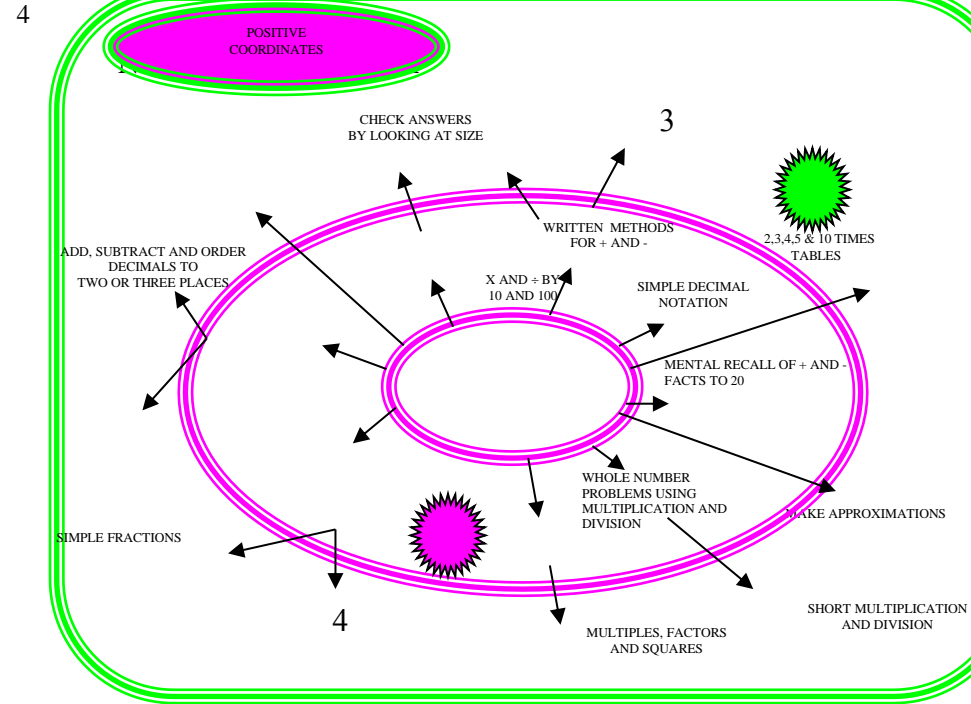 4
POSITIVE
COORDINATES
CHECK ANSWERS
BY LOOKING AT SIZE
3
WRITTEN METHODS
FOR + AND -
2,3,4,5 & 10 TIMES
TABLES
ADD, SUBTRACT AND ORDER
DECIMALS TO
TWO OR THREE PLACES
X AND ÷ BY
10 AND 100
SIMPLE DECIMAL
NOTATION
MENTAL RECALL OF + AND -
FACTS TO 20
WHOLE NUMBER
PROBLEMS USING
MULTIPLICATION AND
DIVISION
MAKE APPROXIMATIONS
SIMPLE FRACTIONS
4
MULTIPLES, FACTORS
AND SQUARES
SHORT MULTIPLICATION
AND DIVISION